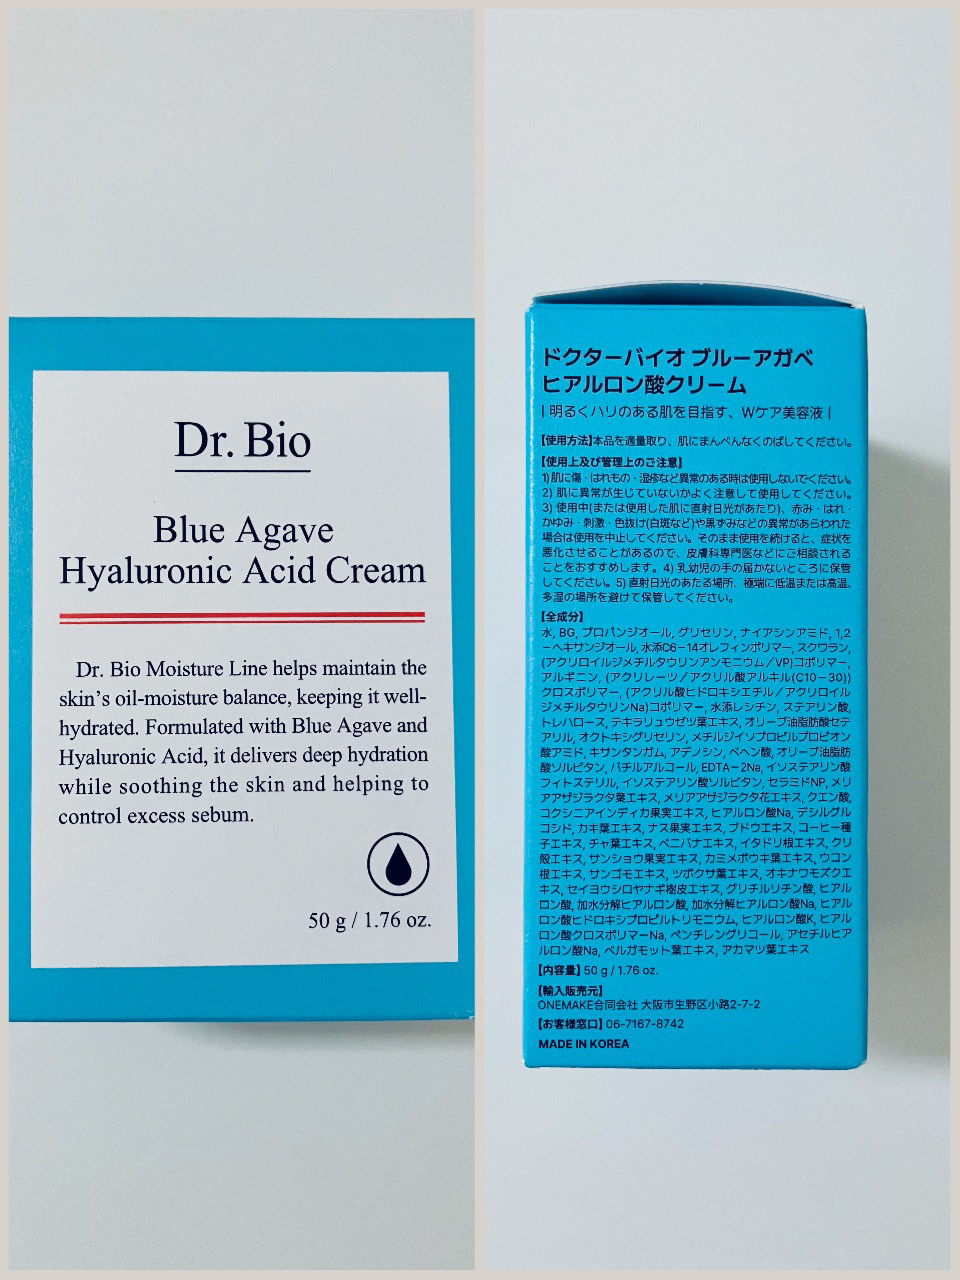 Dr. Bio
Blue Agave
Hyaluronic Acid Cream
Dr. Bio Moisture Line helps maintain the
skin's oil-moisture balance, keeping it well-
hydrated. Formulated with Blue Agave and
Hyaluronic Acid, it delivers deep hydration
while soothing the skin and helping to
control excess sebum.
50 g / 1.76 oz.
ドクターバイオ ブルーアガベ
ヒアルロン酸クリーム
| 明るくハリのある肌を目指す、Wケア美容液 |
【使用方法】本品を適量取り、肌にまんべんなくのばしてください。
【使用上及び管理上のご注意】
1) 肌に傷・はれもの・湿疹など異常のある時は使用しないでください。
2) 肌に異常が生じていないかよく注意して使用してください。
3) 使用中(または使用した肌に直射日光があたり)、赤み・はれ・
かゆみ・刺激・色抜け(白斑など)や黒ずみなどの異常があらわれた
場合は使用を中止してください。そのまま使用を続けると、症状を
悪化させることがあるので、皮膚科専門医などにご相談される
ことをおすすめします。4) 乳幼児の手の届かないところに保管
してください。5) 直射日光のあたる場所、極端に低温または高温、
多湿の場所を避けて保管してください。
【全成分】
水, BG, プロパンジオール, グリセリン, ナイアシンアミド, 1,2
ーヘキサンジオール, 水添C6−14オレフィンポリマー, スクワラン,
(アクリロイルジメチルタウリンアンモニウム／VP)コポリマー,
アルギニン, (アクリレーツ／アクリル酸アルキル(C10−30))
クロスポリマー, (アクリル酸ヒドロキシエチル／アクリロイル
ジメチルタウリンNa)コポリマー, 水添レシチン, ステアリン酸,
トレハロース, テキラリュウゼツ葉エキス, オリーブ油脂肪酸セテ
アリル, オクトキシグリセリン, メチルジイソプロピルプロピオン
酸アミド, キサンタンガム, アデノシン, ベヘン酸, オリーブ油脂肪
酸ソルビタン, バチルアルコール, EDTA−2Na, イソステアリン酸
フィトステリル, イソステアリン酸ソルビタン, セラミドNP, メリ
アアザジラクタ葉エキス, メリアアザジラクタ花エキス, クエン酸,
コクシニアインディカ果実エキス, ヒアルロン酸Na, デシルグル
コシド, カキ葉エキス, ナス果実エキス, ブドウエキス, コーヒー種
子エキス, チャ葉エキス, ベニバナエキス, イタドリ根エキス, クリ
殻エキス, サンショウ果実エキス, カミメボウキ葉エキス, ウコン
根エキス, サンゴモエキス, ツボクサ葉エキス, オキナワモズクエ
キス, セイヨウシロヤナギ樹皮エキス, グリチルリチン酸, ヒアル
ロン酸, 加水分解ヒアルロン酸, 加水分解ヒアルロン酸Na, ヒアル
ロン酸ヒドロキシプロピルトリモニウム, ヒアルロン酸K, ヒアル
ロン酸クロスポリマーNa, ペンチレングリコール, アセチルヒア
ルロン酸Na, ベルガモット葉エキス, アカマツ葉エキス
【内容量】50 g / 1.76 oz.
【輸入販売元】
ONEMAKE合同会社 大阪市生野区小路2-7-2
【お客様窓口】06-7167-8742
MADE IN KOREA